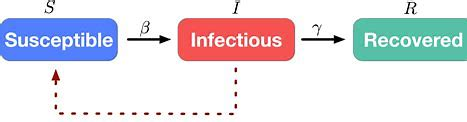 S I R
Susceptible β Infectious γ Recovered